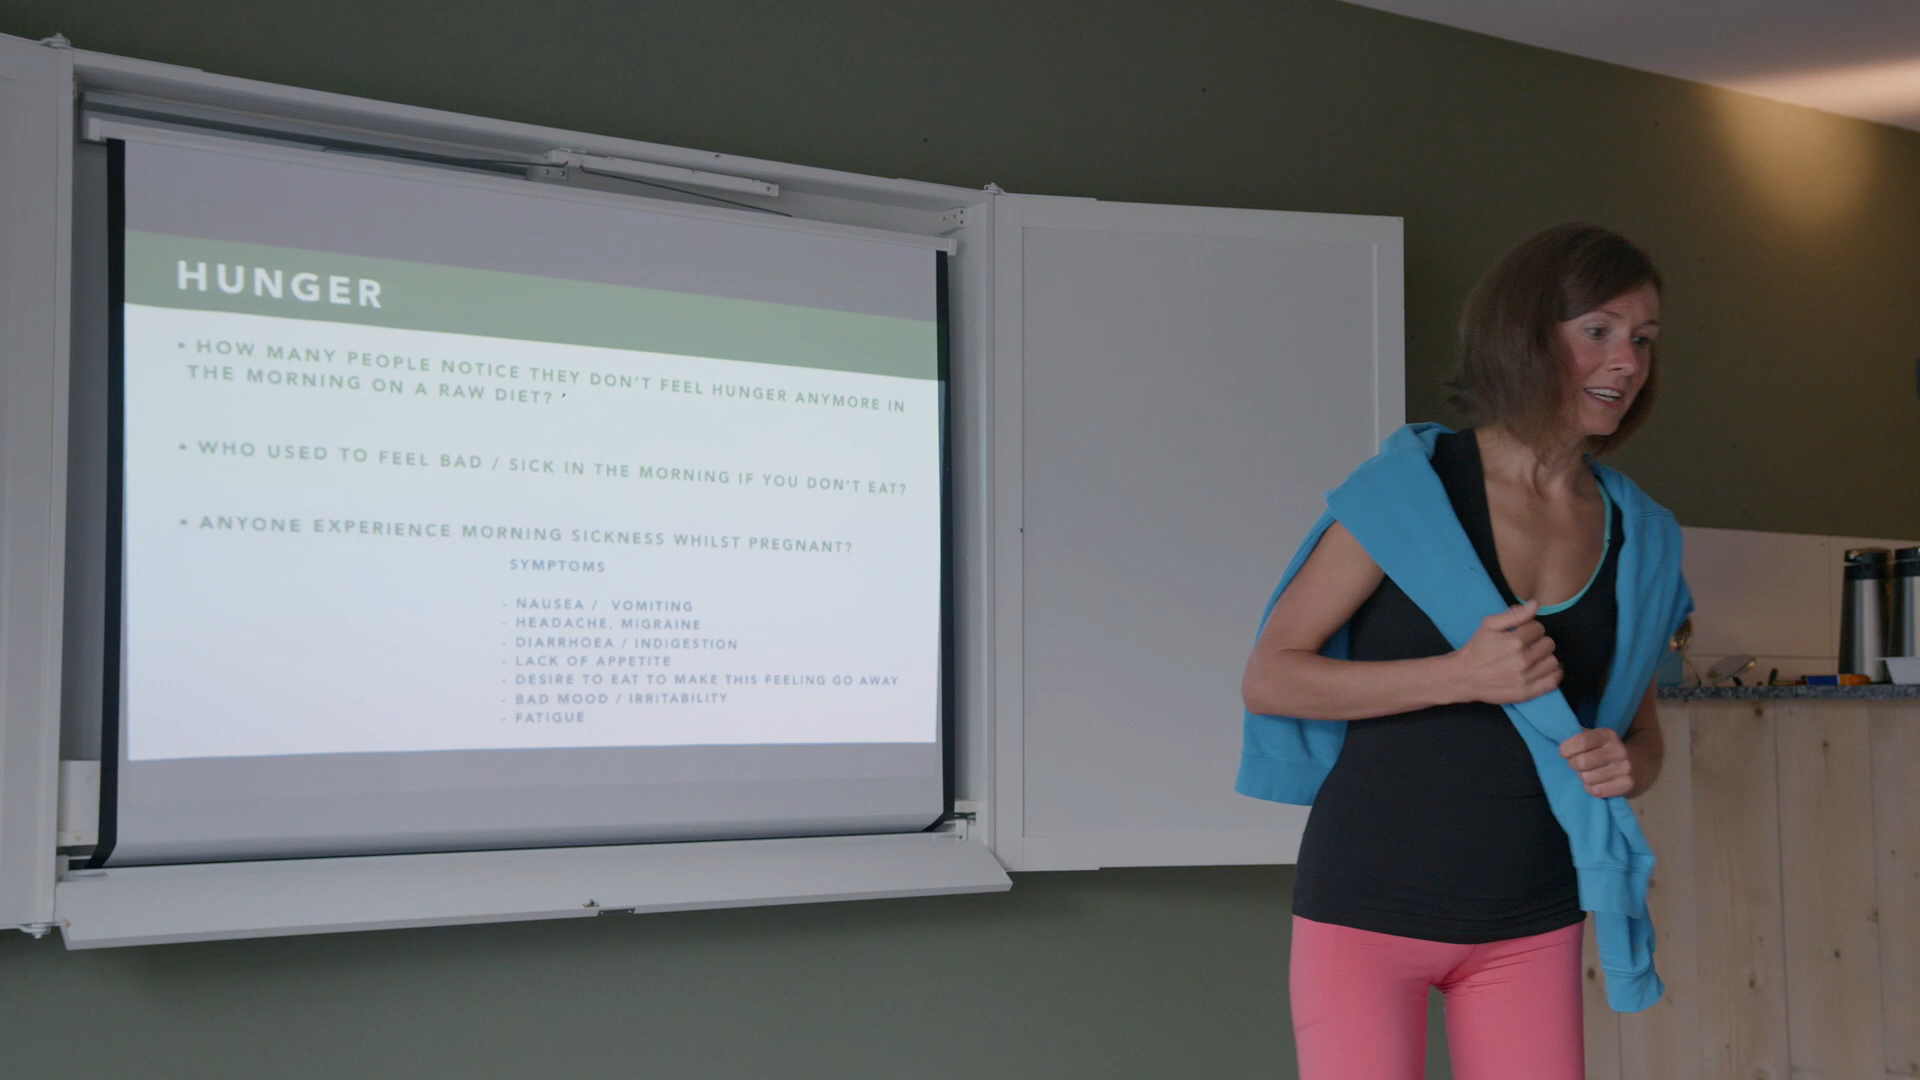 HUNGER
• HOW MANY PEOPLE NOTICE THEY DON'T FEEL HUNGER ANYMORE IN
THE MORNING ON A RAW DIET?
• WHO USED TO FEEL BAD / SICK IN THE MORNING IF YOU DON'T EAT?
• ANYONE EXPERIENCE MORNING SICKNESS WHILST PREGNANT?
SYMPTOMS
- NAUSEA / VOMITING
- HEADACHE, MIGRAINE
- DIARRHOEA / INDIGESTION
- LACK OF APPETITE
- DESIRE TO EAT TO MAKE THIS FEELING GO AWAY
- BAD MOOD / IRRITABILITY
- FATIGUE